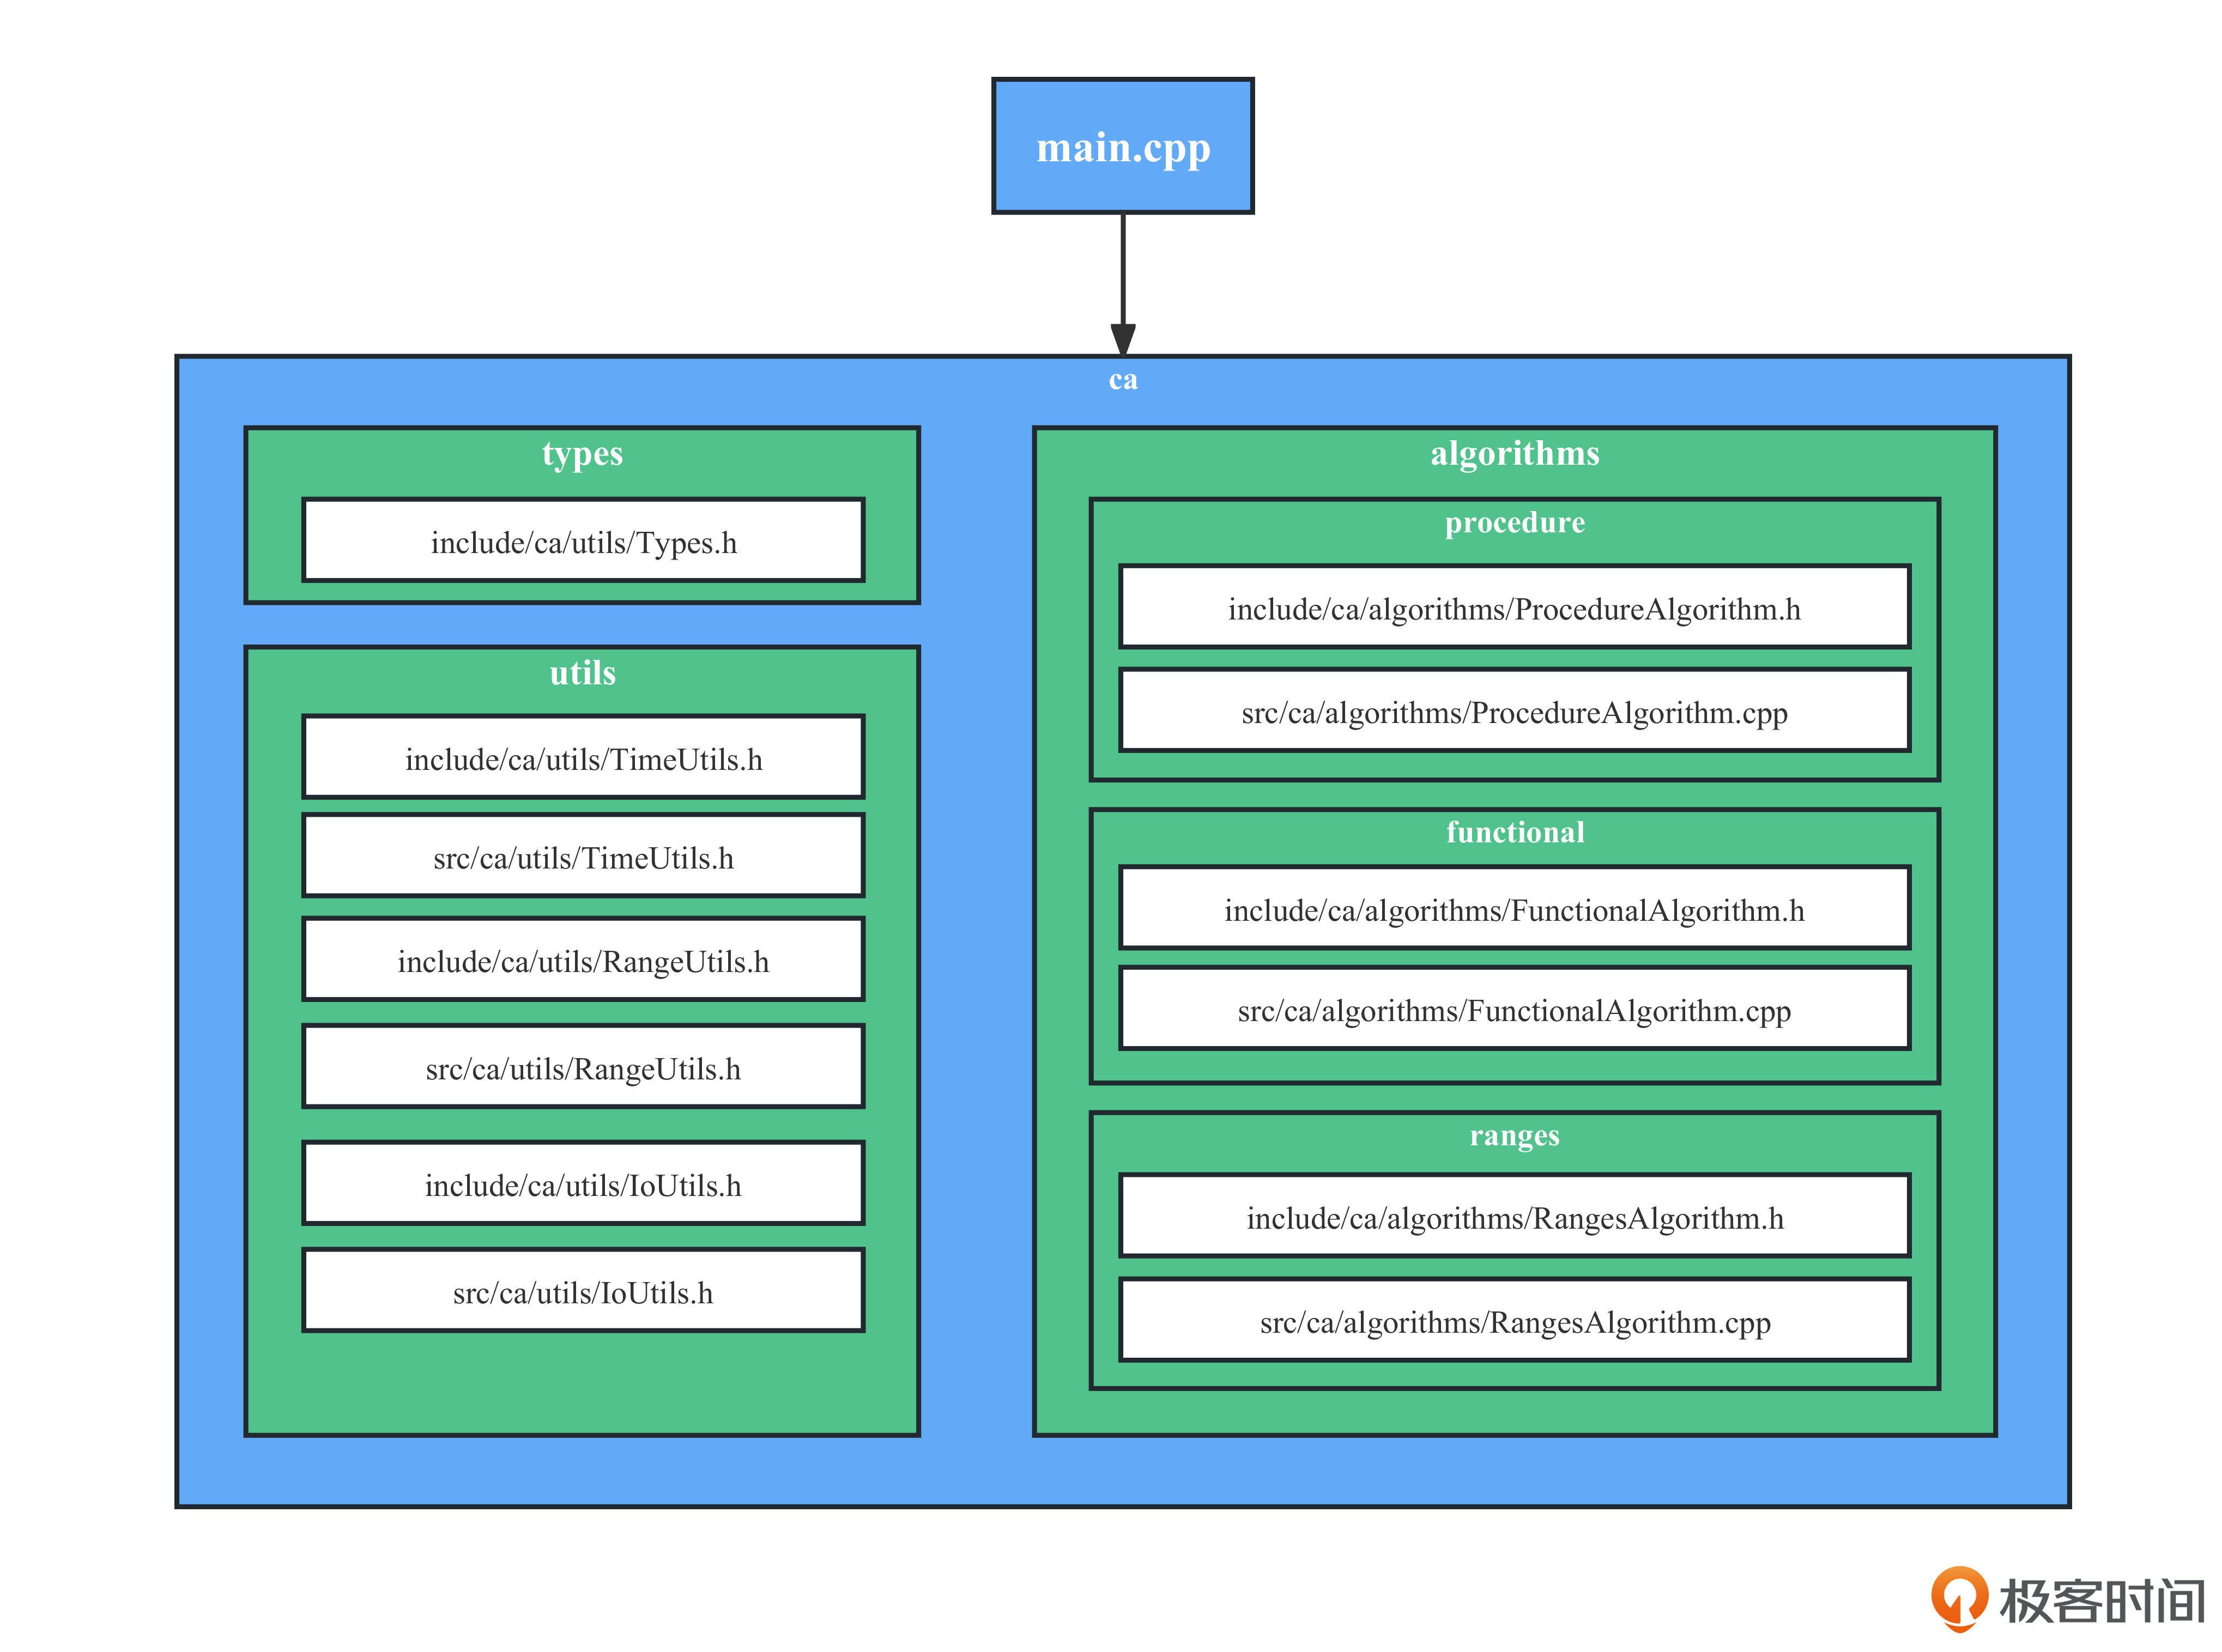 main.cpp
ca
types
include/ca/utils/Types.h
utils
include/ca/utils/TimeUtils.h
src/ca/utils/TimeUtils.h
include/ca/utils/RangeUtils.h
src/ca/utils/RangeUtils.h
include/ca/utils/IoUtils.h
src/ca/utils/IoUtils.h
algorithms
procedure
include/ca/algorithms/ProcedureAlgorithm.h
src/ca/algorithms/ProcedureAlgorithm.cpp
functional
include/ca/algorithms/FunctionalAlgorithm.h
src/ca/algorithms/FunctionalAlgorithm.cpp
ranges
include/ca/algorithms/RangesAlgorithm.h
src/ca/algorithms/RangesAlgorithm.cpp
极客时间